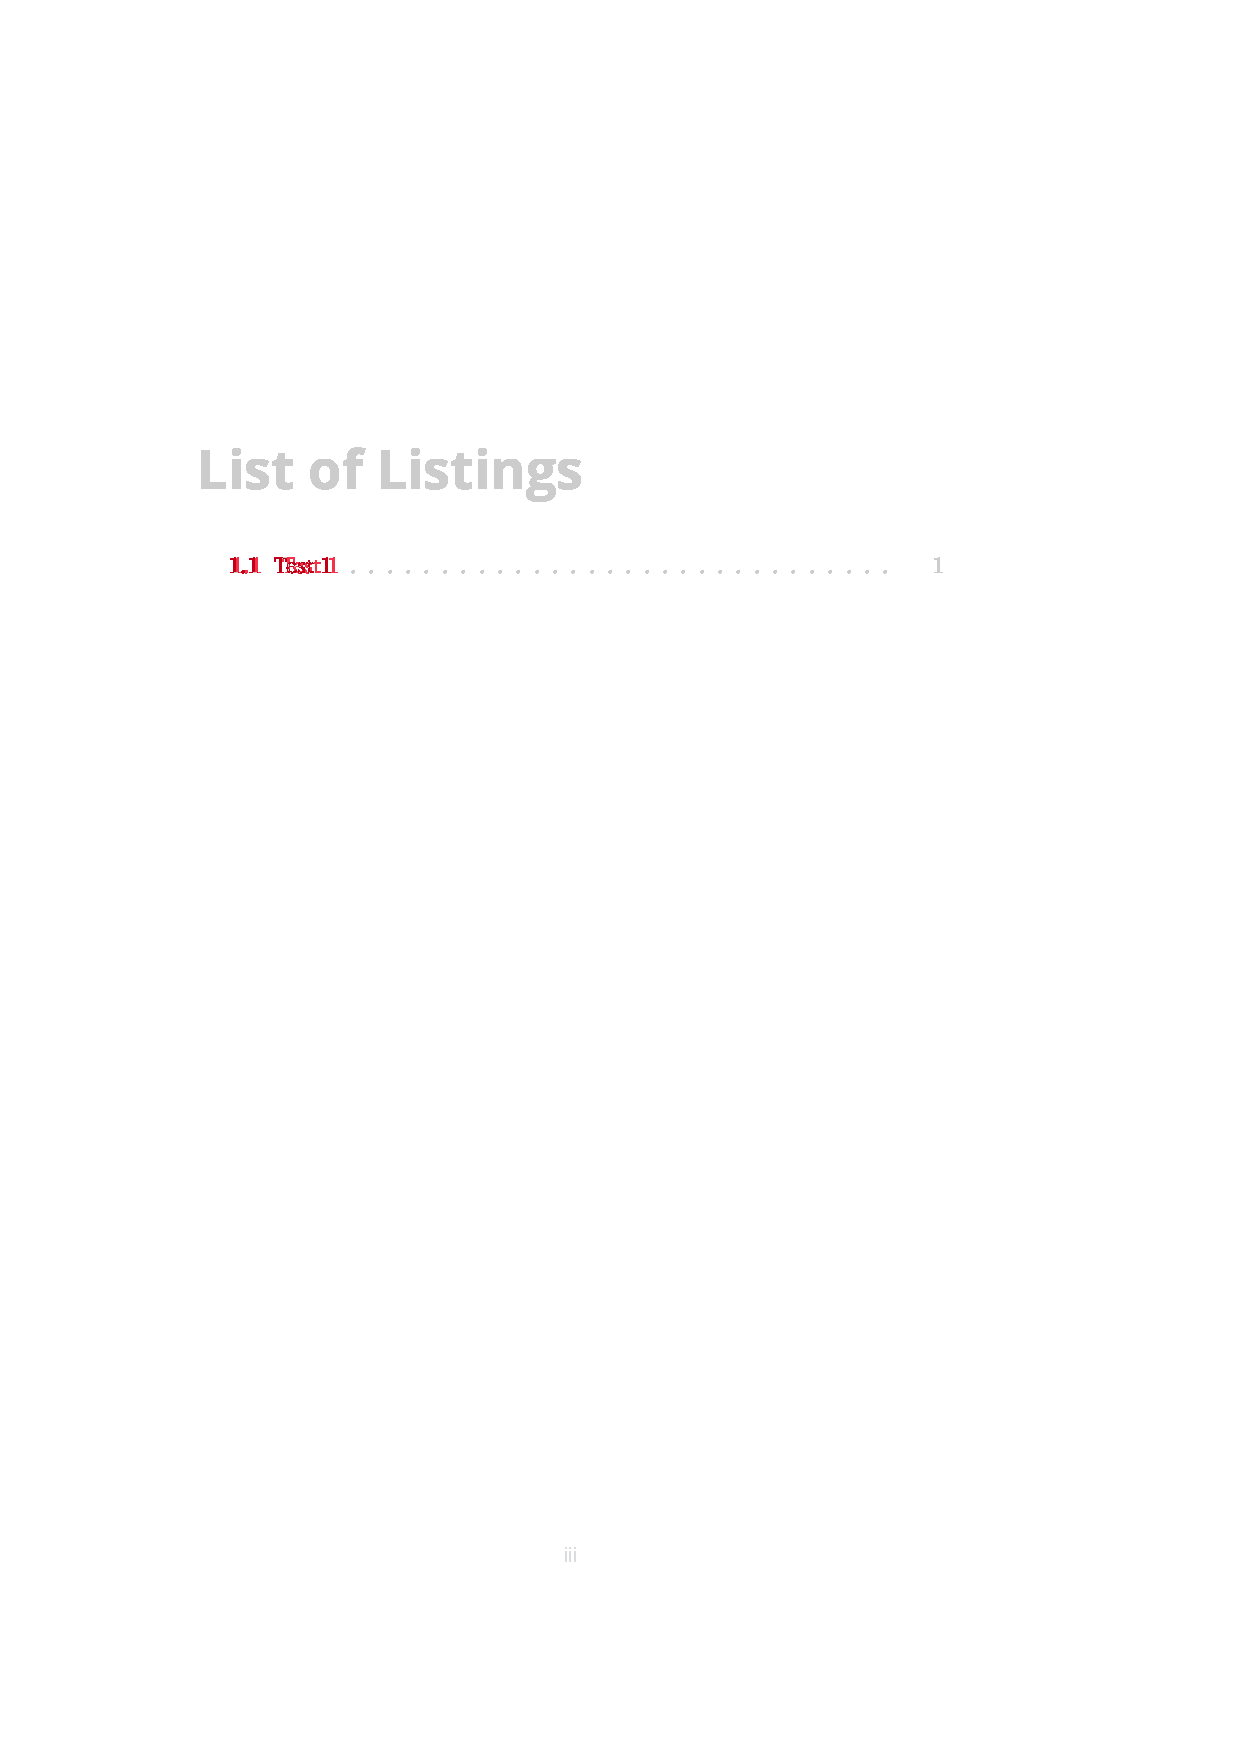 List of Listings
1.1 Test 1 . . . . . . . . . . . . . . . . . . . . . . . . . . . . . . 1
iii